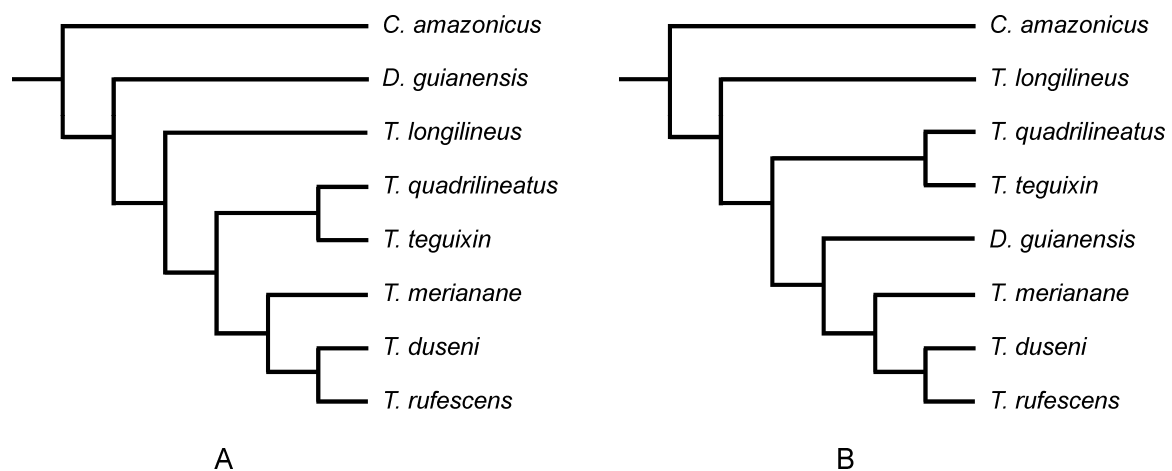 C. amazonicus
D. guianensis
T. longilineus
T. quadrilineatus
T. teguixin
T. merianane
T. duseni
T. rufescens
A
C. amazonicus
T. longilineus
T. quadrilineatus
T. teguixin
D. guianensis
T. merianane
T. duseni
T. rufescens
B